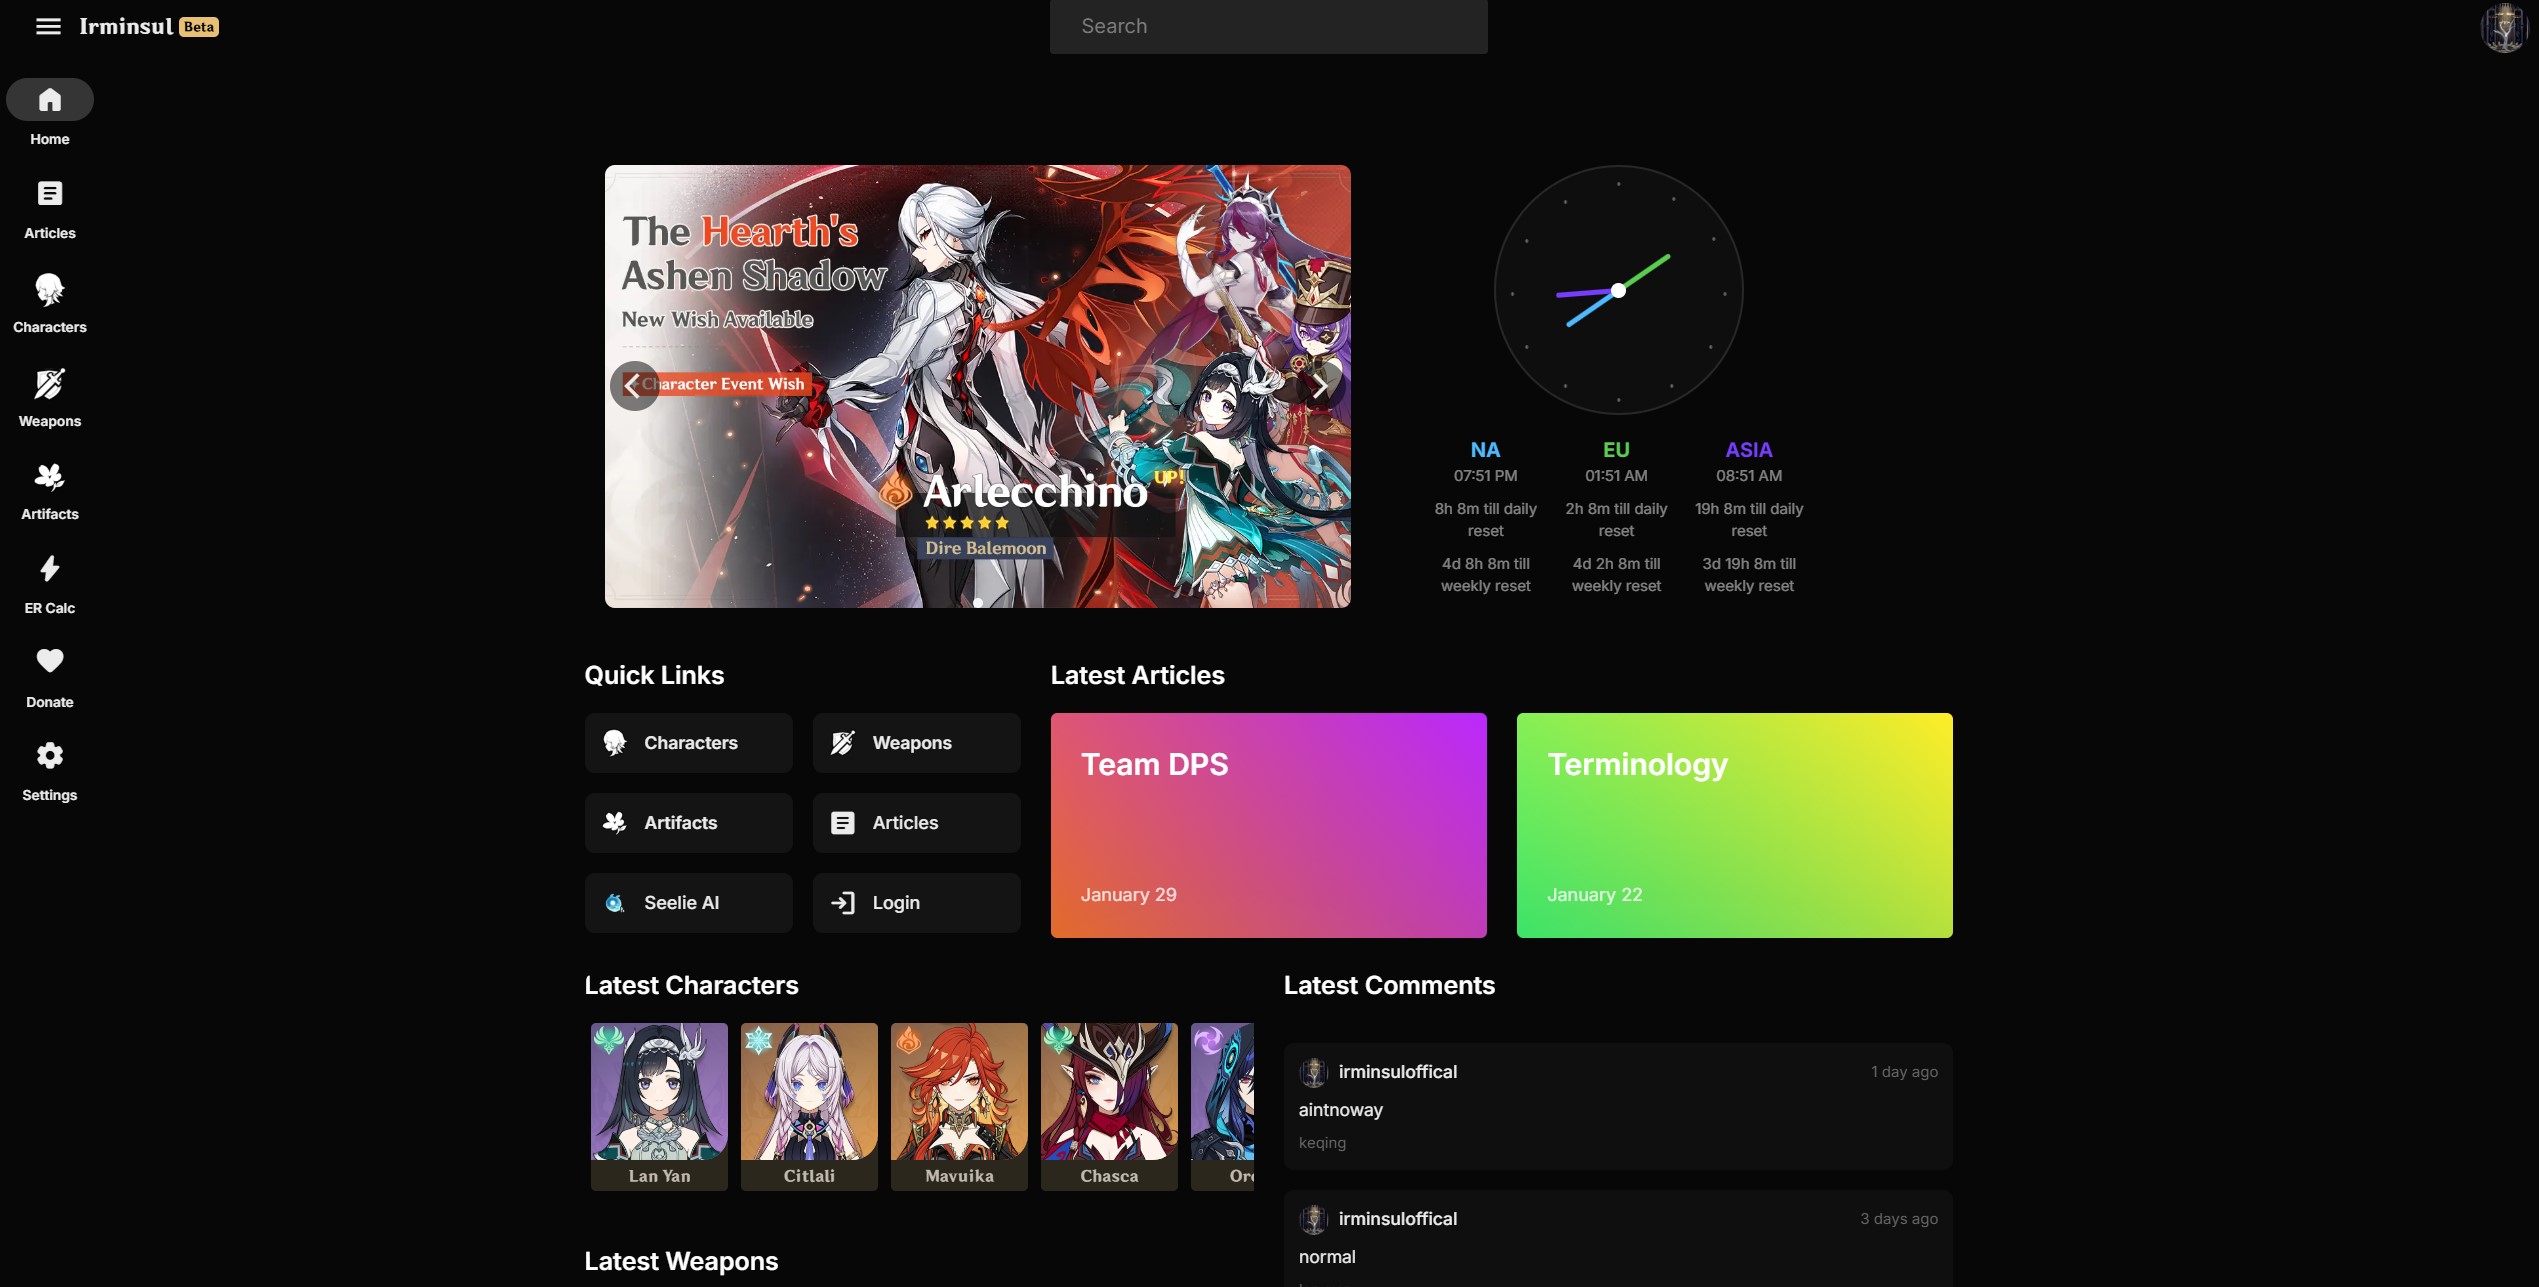 Irminsul Beta
Search
Home
Articles
Characters
Weapons
Artifacts
ER Calc
Donate
Settings
The Hearth's
Ashen Shadow
New Wish Available
Character Event Wish
Arlecchino UP!
Dire Balemoon
NA
07:51 PM
8h 8m till daily
reset
4d 8h 8m till
weekly reset
EU
01:51 AM
2h 8m till daily
reset
4d 2h 8m till
weekly reset
ASIA
08:51 AM
19h 8m till daily
reset
3d 19h 8m till
weekly reset
Quick Links
Characters
Weapons
Artifacts
Articles
Seelie AI
Login
Latest Articles
Team DPS
January 29
Terminology
January 22
Latest Characters
Lan Yan
Citlali
Mavuika
Chasca
Latest Comments
irminsuloffical
1 day ago
aintnoway
keqing
irminsuloffical
3 days ago
normal
Latest Weapons